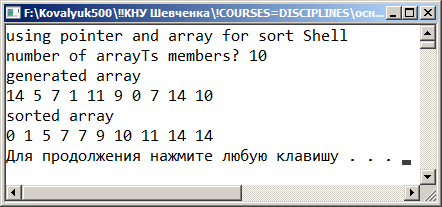 F:\Kovalyuk500\!!КНУ Шевченка\!COURSES=DISCIPLINES\осн...
using pointer and array for sort Shell
number of arrayTs members? 10
generated array
14 5 7 1 11 9 0 7 14 10
sorted array
0 1 5 7 7 9 10 11 14 14
Для продолжения нажмите любую клавишу . . .